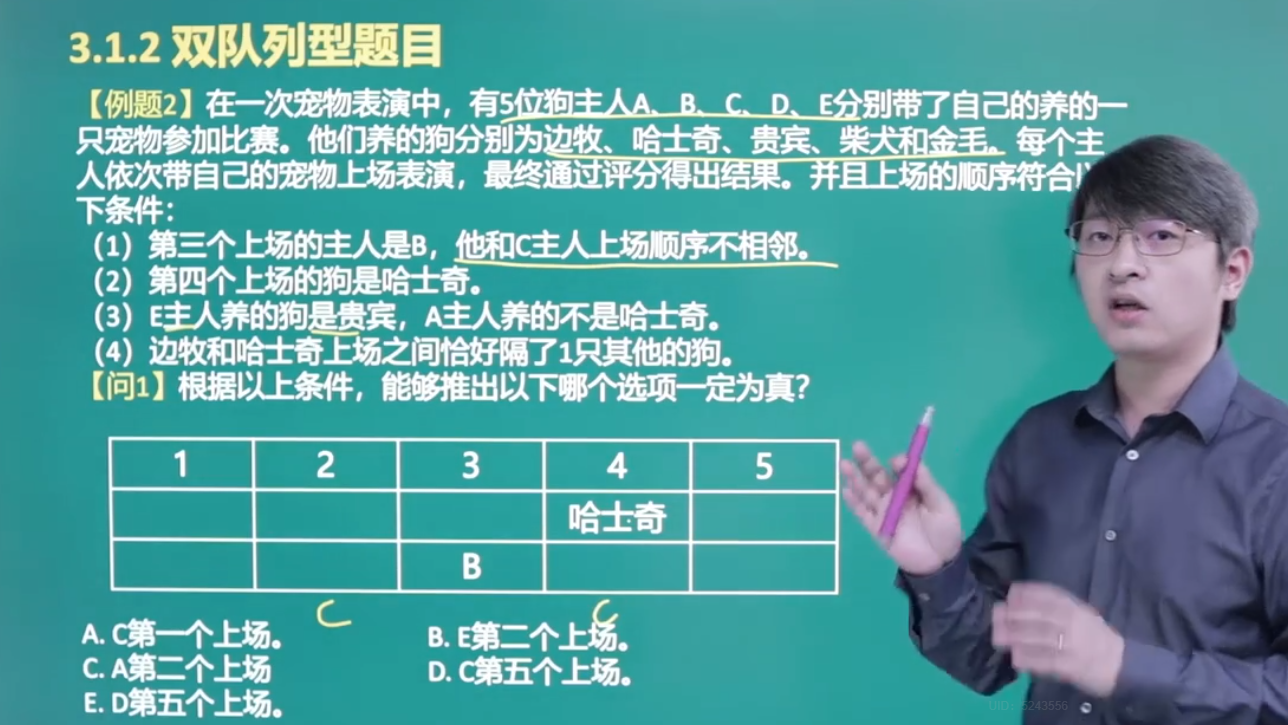 3.1.2 双队列型题目
【例题2】在一次宠物表演中，有5位狗主人A、B、C、D、E分别带了自己的养的一
只宠物参加比赛。他们养的狗分别为边牧、哈士奇、贵宾、柴犬和金毛。每个主
人依次带自己的宠物上场表演，最终通过评分得出结果。并且上场的顺序符合
下条件：
（1）第三个上场的主人是B，他和C主人上场顺序不相邻。
（2）第四个上场的狗是哈士奇。
（3）E主人养的狗是贵宾，A主人养的不是哈士奇。
（4）边牧和哈士奇上场之间恰好隔了1只其他的狗。
【问1】根据以上条件，能够推出以下哪个选项一定为真？
1 2 3 4 5
哈士奇
B
C C
A. C第一个上场。 B. E第二个上场。
C. A第二个上场 D. C第五个上场。
E. D第五个上场。
UID: 5243556